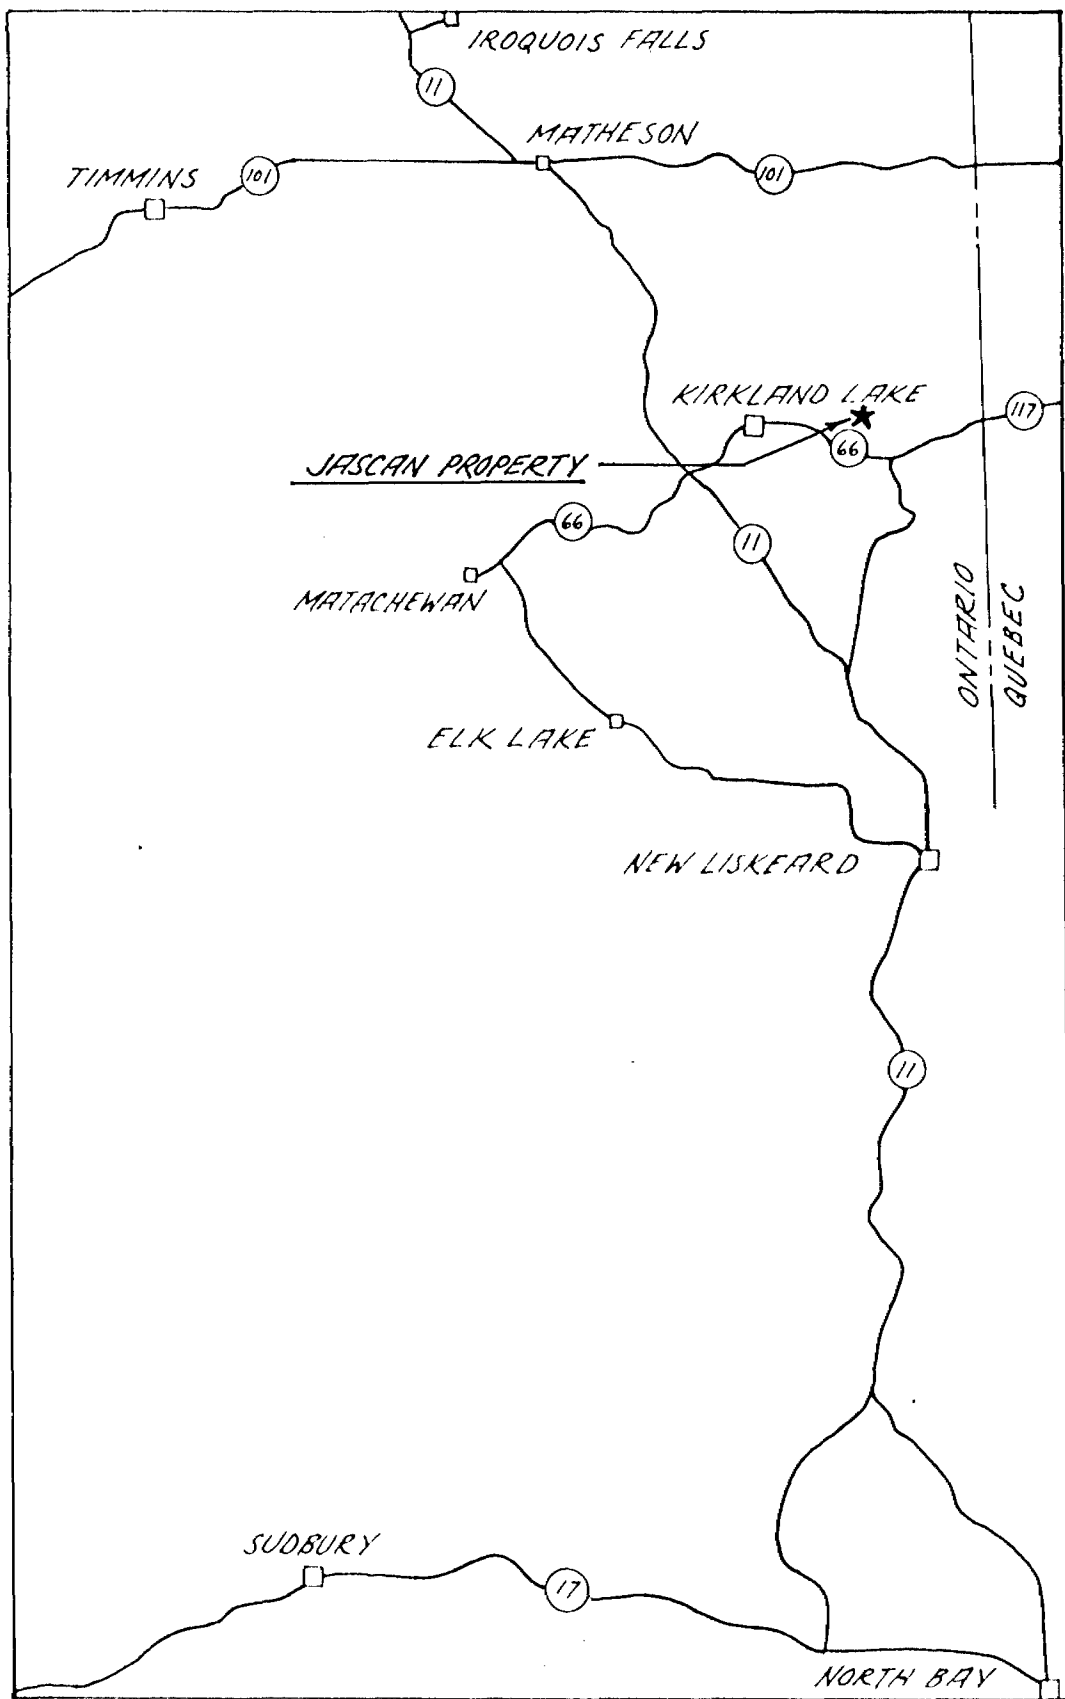 IROQUOIS FALLS
11
MATHESON
TIMMINS
101
101
KIRKLAND LAKE
117
66
JASCAN PROPERTY
66
11
MATACHEWAN
ONTARIO
QUEBEC
ELK LAKE
NEW LISKEARD
11
SUDBURY
17
NORTH BAY